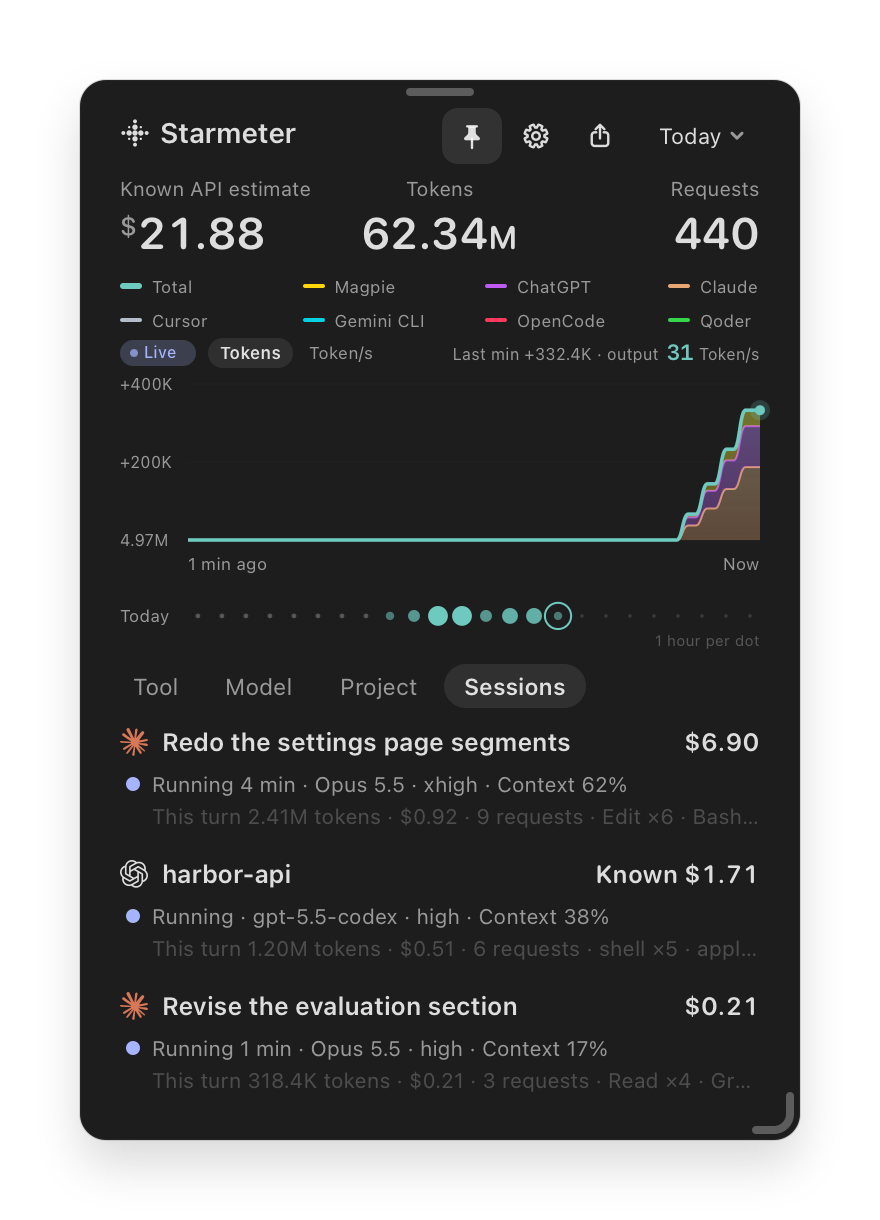 Starmeter
Today
Known API estimate Tokens Requests
$21.88 62.34M 440
Total Magpie ChatGPT Claude
Cursor Gemini CLI OpenCode Qoder
Live Tokens Token/s Last min +332.4K · output 31 Token/s
+400K
+200K
4.97M
1 min ago Now
Today
1 hour per dot
Tool Model Project Sessions
Redo the settings page segments $6.90
Running 4 min · Opus 5.5 · xhigh · Context 62%
This turn 2.41M tokens · $0.92 · 9 requests · Edit ×6 · Bash…
harbor-api Known $1.71
Running · gpt-5.5-codex · high · Context 38%
This turn 1.20M tokens · $0.51 · 6 requests · shell ×5 · appl…
Revise the evaluation section $0.21
Running 1 min · Opus 5.5 · high · Context 17%
This turn 318.4K tokens · $0.21 · 3 requests · Read ×4 · Gr…